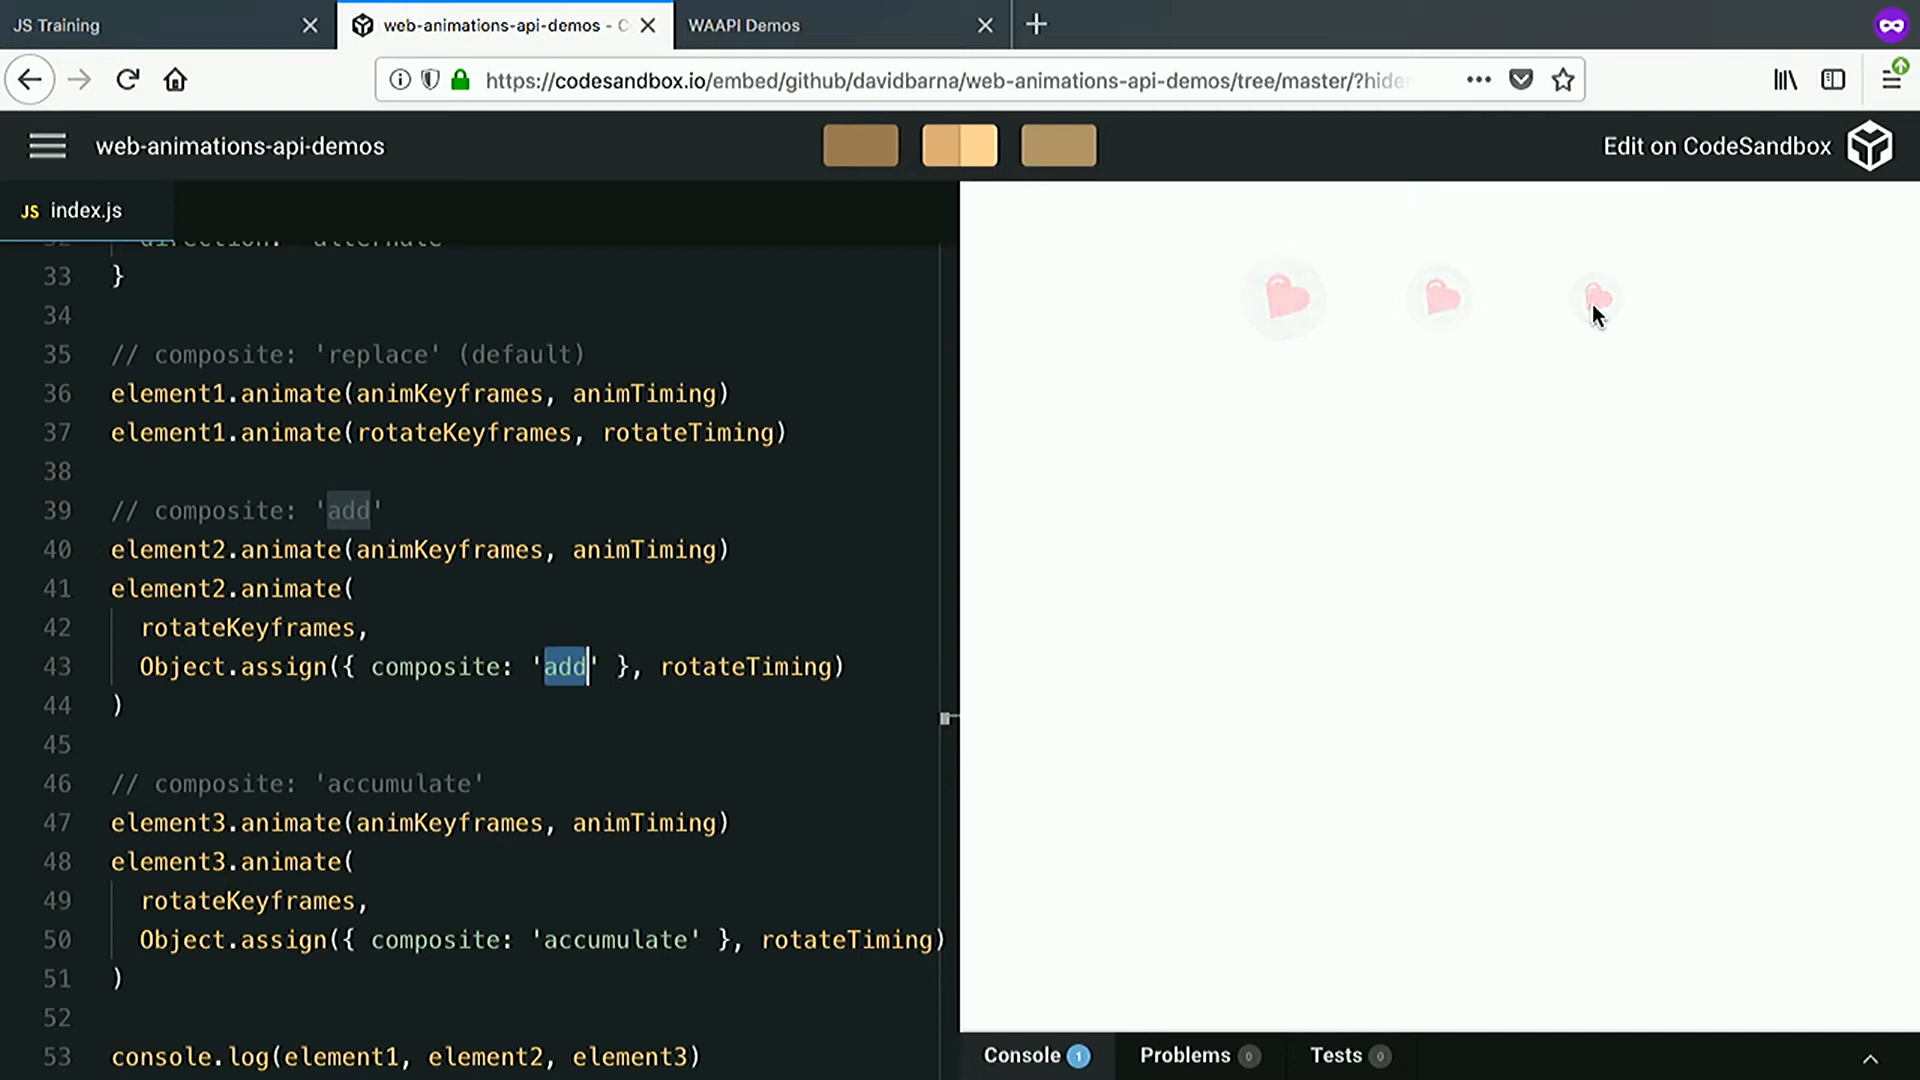 JS Training
web-animations-api-demos - C
WAAPI Demos
https://codesandbox.io/embed/github/davidbarna/web-animations-api-demos/tree/master/?hide
web-animations-api-demos
Edit on CodeSandbox
JS index.js
32 direction: 'alternate'
33 }
34
35 // composite: 'replace' (default)
36 element1.animate(animKeyframes, animTiming)
37 element1.animate(rotateKeyframes, rotateTiming)
38
39 // composite: 'add'
40 element2.animate(animKeyframes, animTiming)
41 element2.animate(
42 rotateKeyframes,
43 Object.assign({ composite: 'add' }, rotateTiming)
44 )
45
46 // composite: 'accumulate'
47 element3.animate(animKeyframes, animTiming)
48 element3.animate(
49 rotateKeyframes,
50 Object.assign({ composite: 'accumulate' }, rotateTiming)
51 )
52
53 console.log(element1, element2, element3)
Console 1 Problems 0 Tests 0